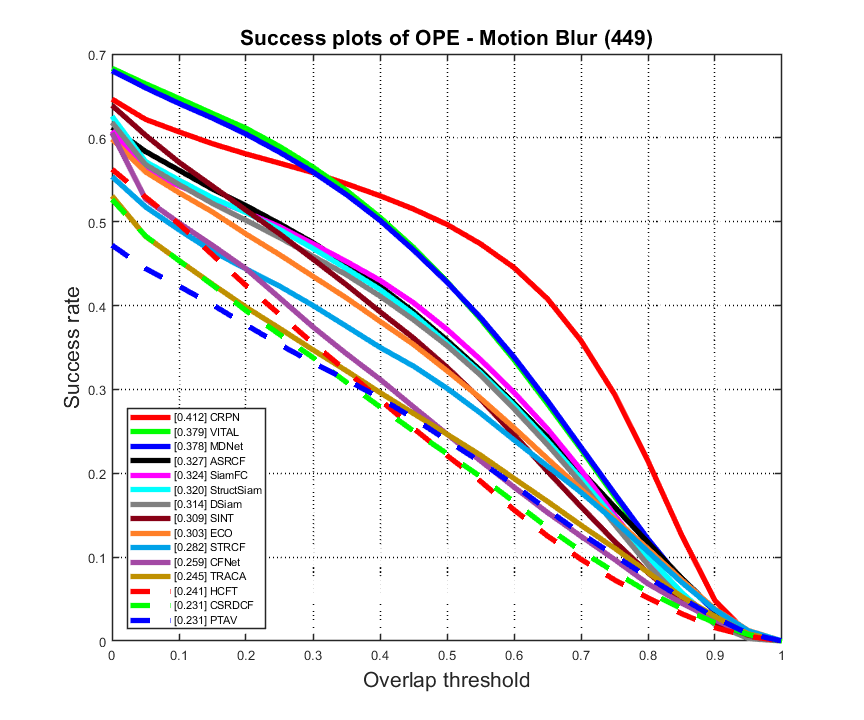 Success plots of OPE - Motion Blur (449)
0.7
0.6
0.5
0.4
0.3
0.2
0.1
0
Success rate
[0.412] CRPN
[0.379] VITAL
[0.378] MDNet
[0.327] ASRCF
[0.324] SiamFC
[0.320] StructSiam
[0.314] DSiam
[0.309] SINT
[0.303] ECO
[0.282] STRCF
[0.259] CFNet
[0.245] TRACA
[0.241] HCFT
[0.231] CSRDCF
[0.231] PTAV
0 0.1 0.2 0.3 0.4 0.5 0.6 0.7 0.8 0.9 1
Overlap threshold